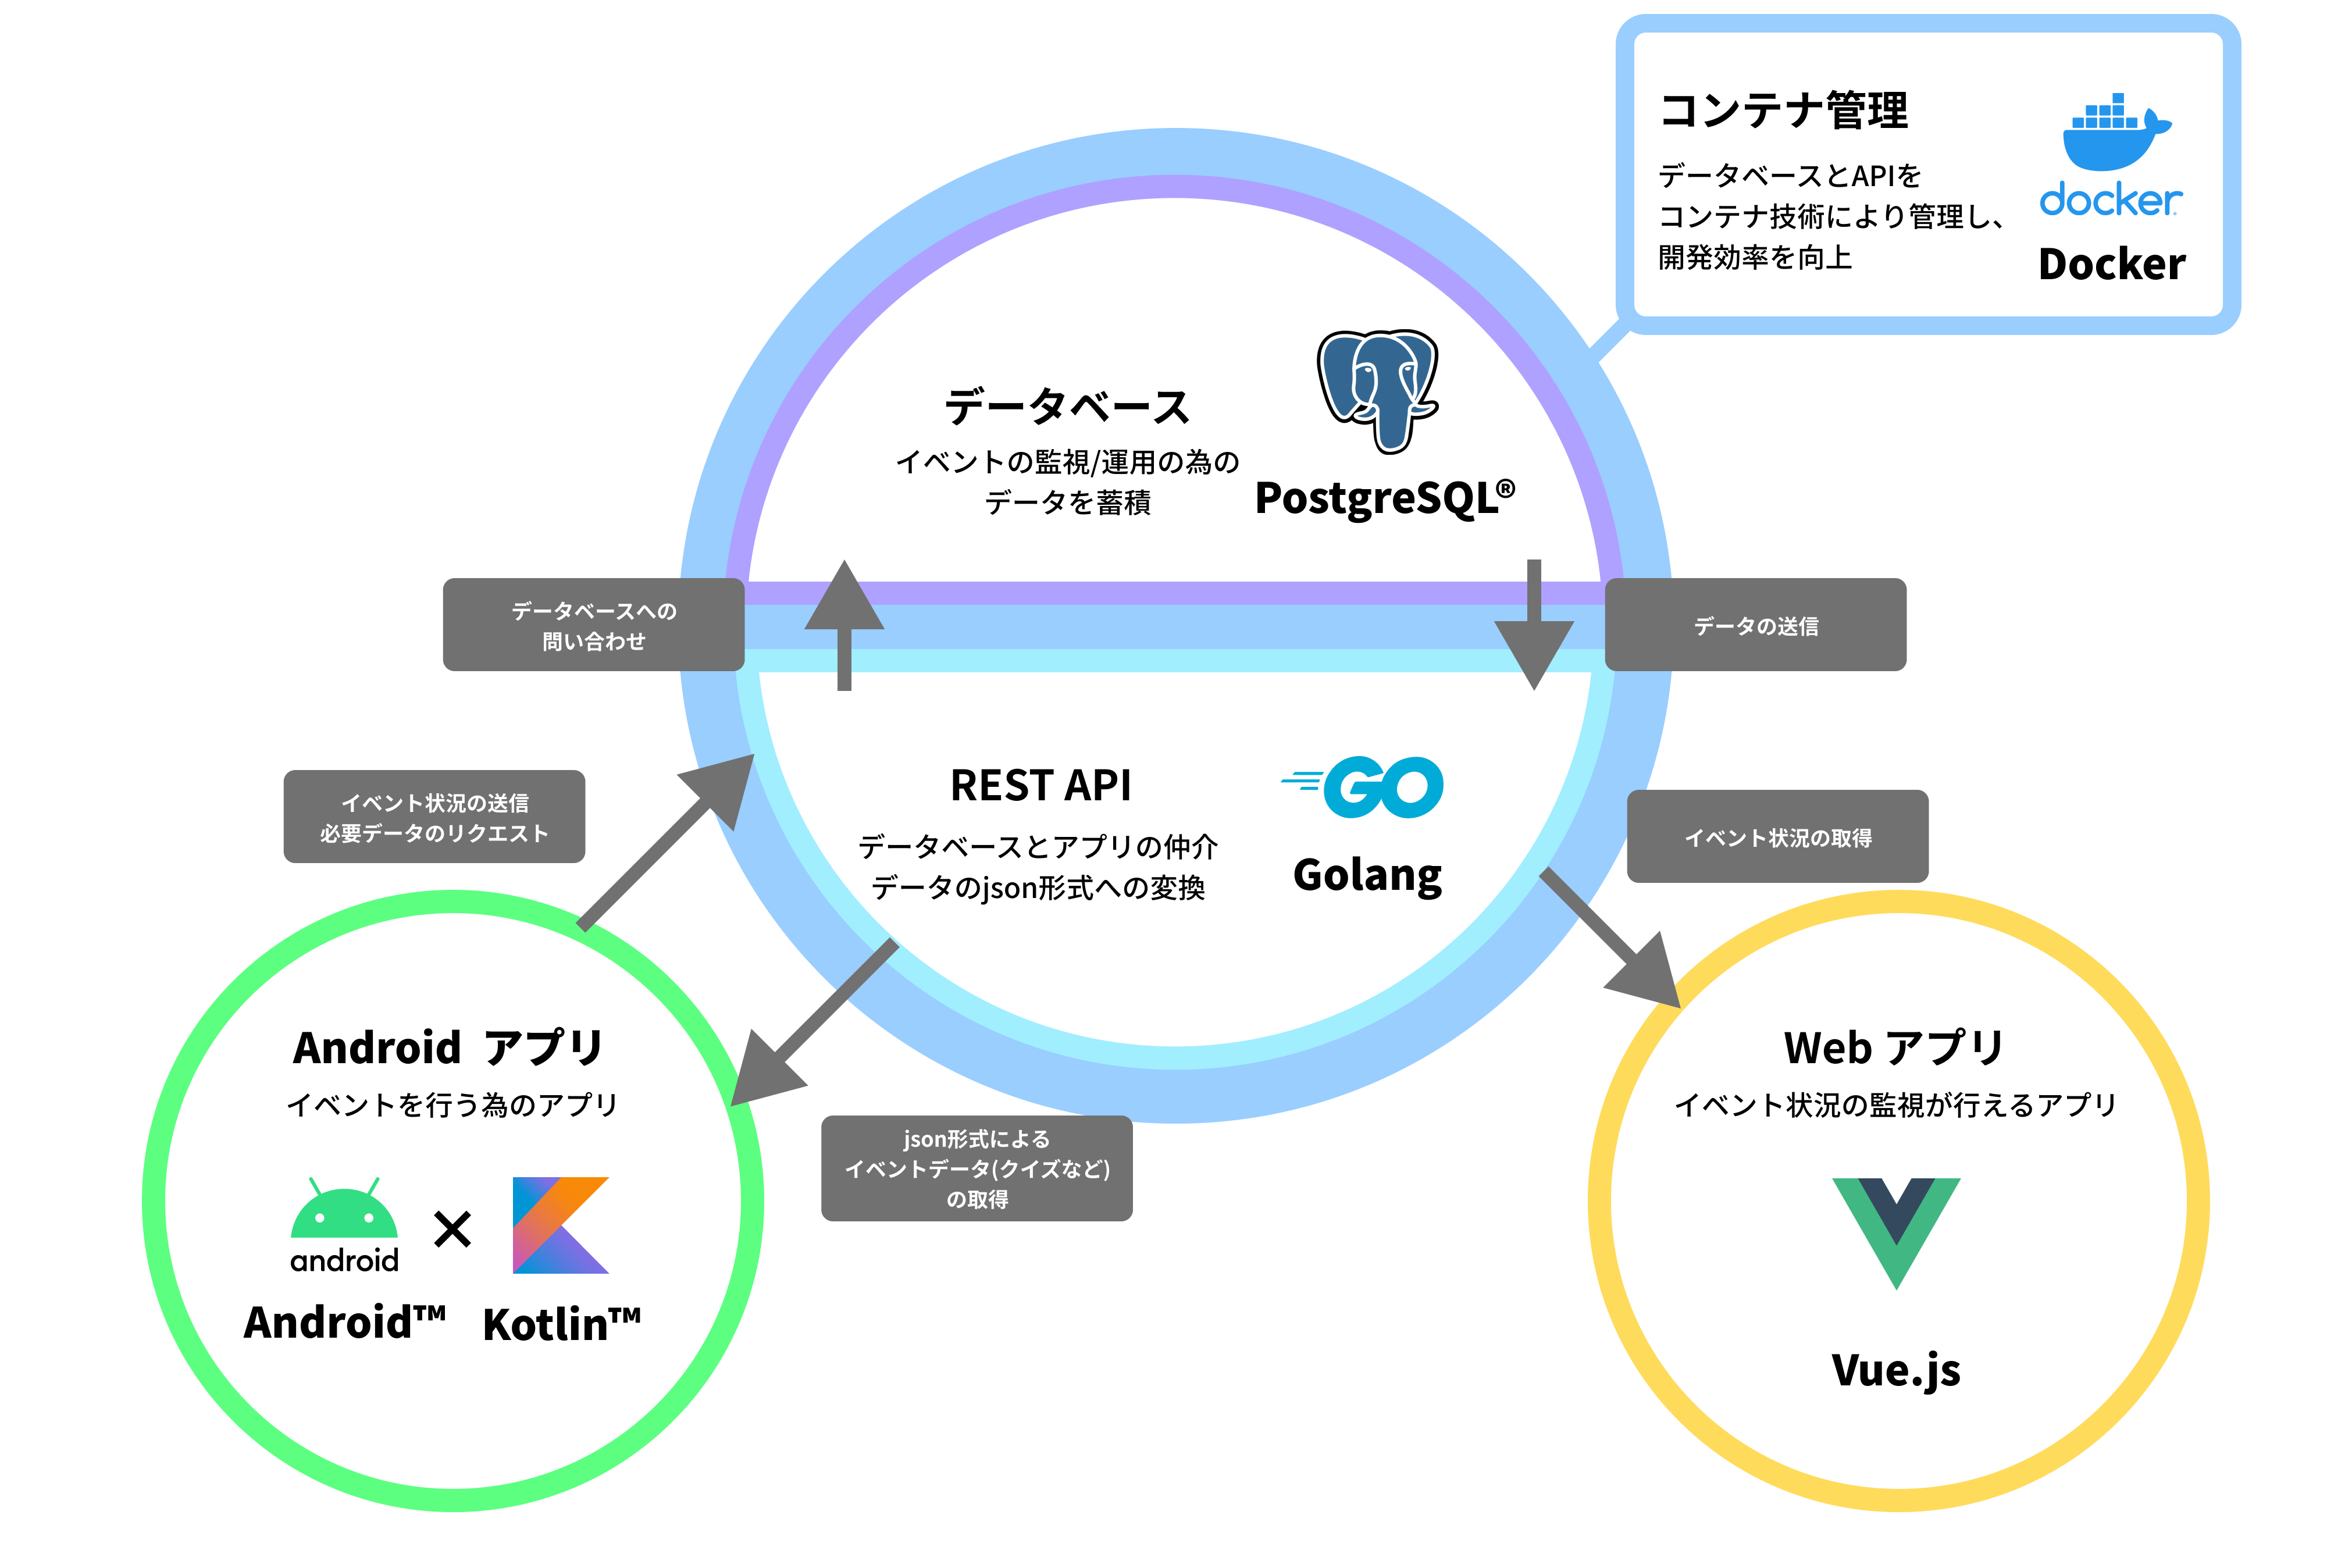 コンテナ管理
データベースとAPIを
コンテナ技術により管理し、
開発効率を向上
docker
Docker
データベース
イベントの監視/運用の為の
データを蓄積
PostgreSQL®
データベースへの
問い合わせ
データの送信
REST API
データベースとアプリの仲介
データのjson形式への変換
GO
Golang
イベント状況の送信
必要データのリクエスト
イベント状況の取得
json形式による
イベントデータ(クイズなど)
の取得
Android アプリ
イベントを行う為のアプリ
android
×
Android™
Kotlin™
Web アプリ
イベント状況の監視が行えるアプリ
Vue.js